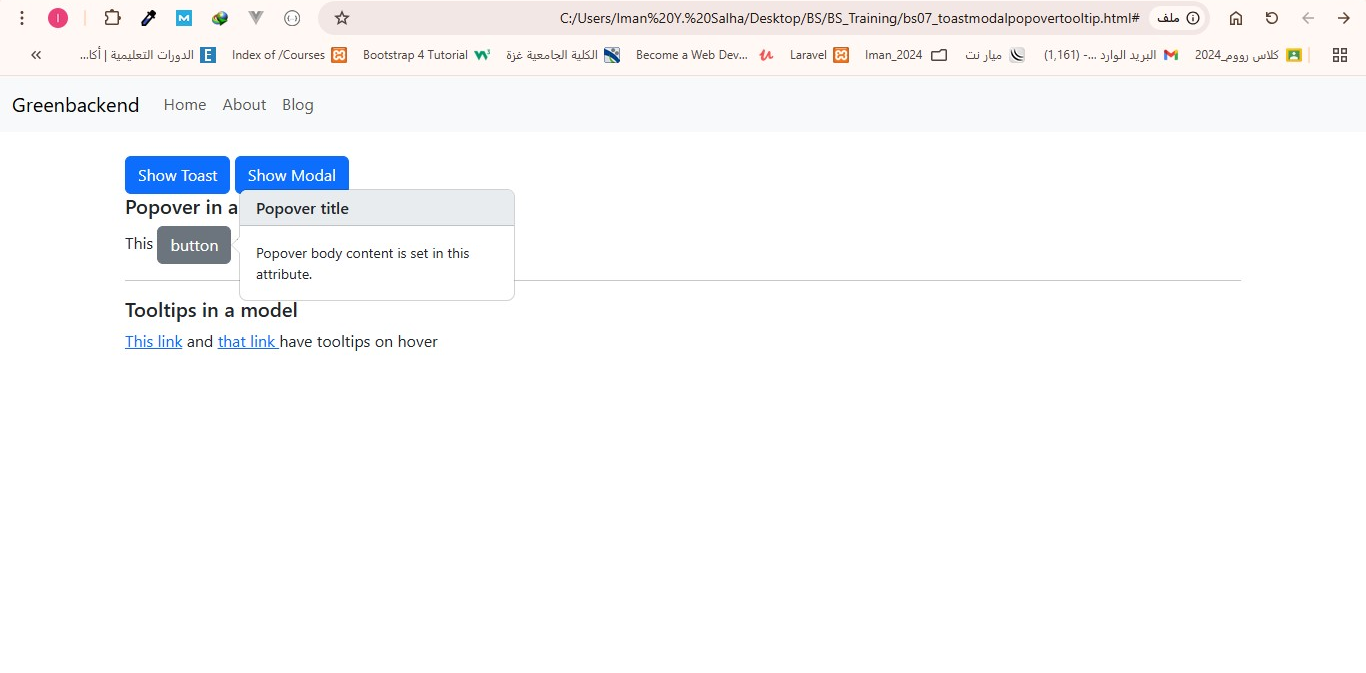 C:/Users/Iman%20Y.%20Salha/Desktop/BS/BS_Training/bs07_toastmodalpopovertooltip.html#
ملف
كلاس رووم_2024
البريد الوارد ...- (1,161)
ميار نت
Iman_2024
Laravel
Become a Web Dev...
الكلية الجامعية غزة
Bootstrap 4 Tutorial
Index of /Courses
الدورات التعليمية | أكا...
Greenbackend Home About Blog
Show Toast Show Modal
Popover in a
Popover title
This button
Popover body content is set in this
attribute.
Tooltips in a model
This link and that link have tooltips on hover